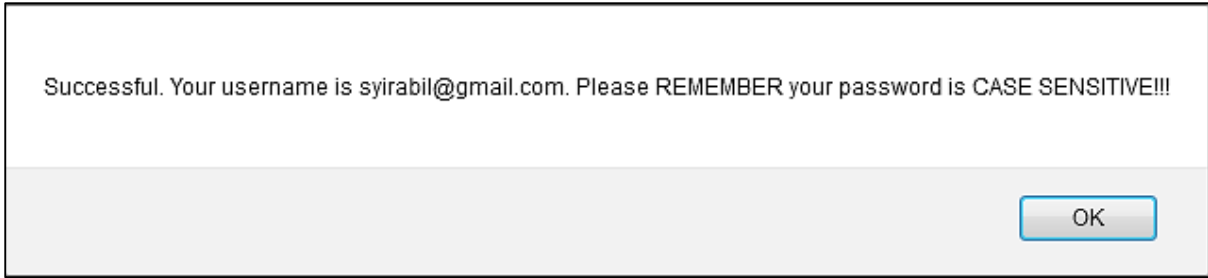 Successful. Your username is syirabil@gmail.com. Please REMEMBER your password is CASE SENSITIVE!!!
OK